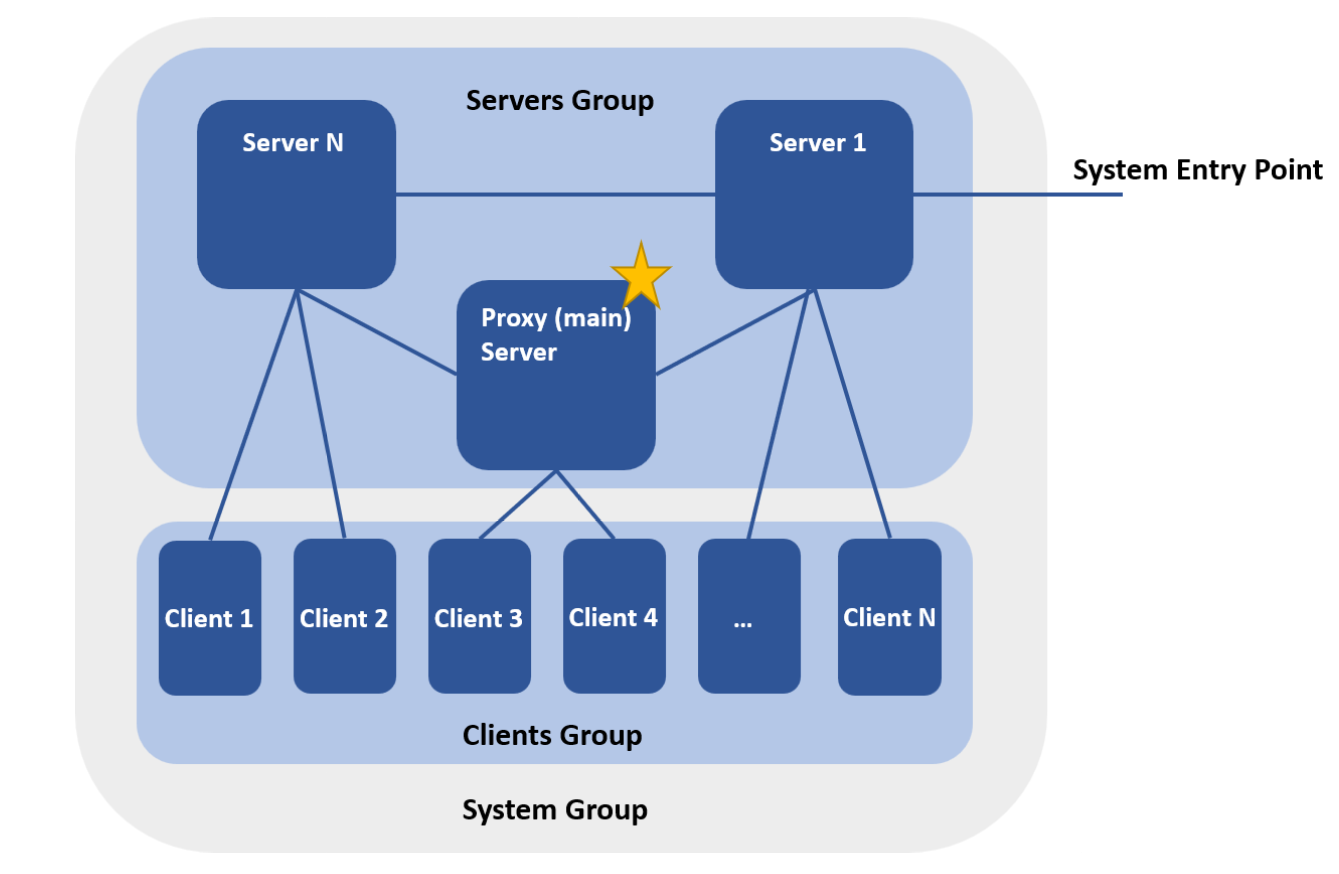 Servers Group
Server N
Server 1
System Entry Point
Proxy (main)
Server
Client 1
Client 2
Client 3
Client 4
...
Client N
Clients Group
System Group